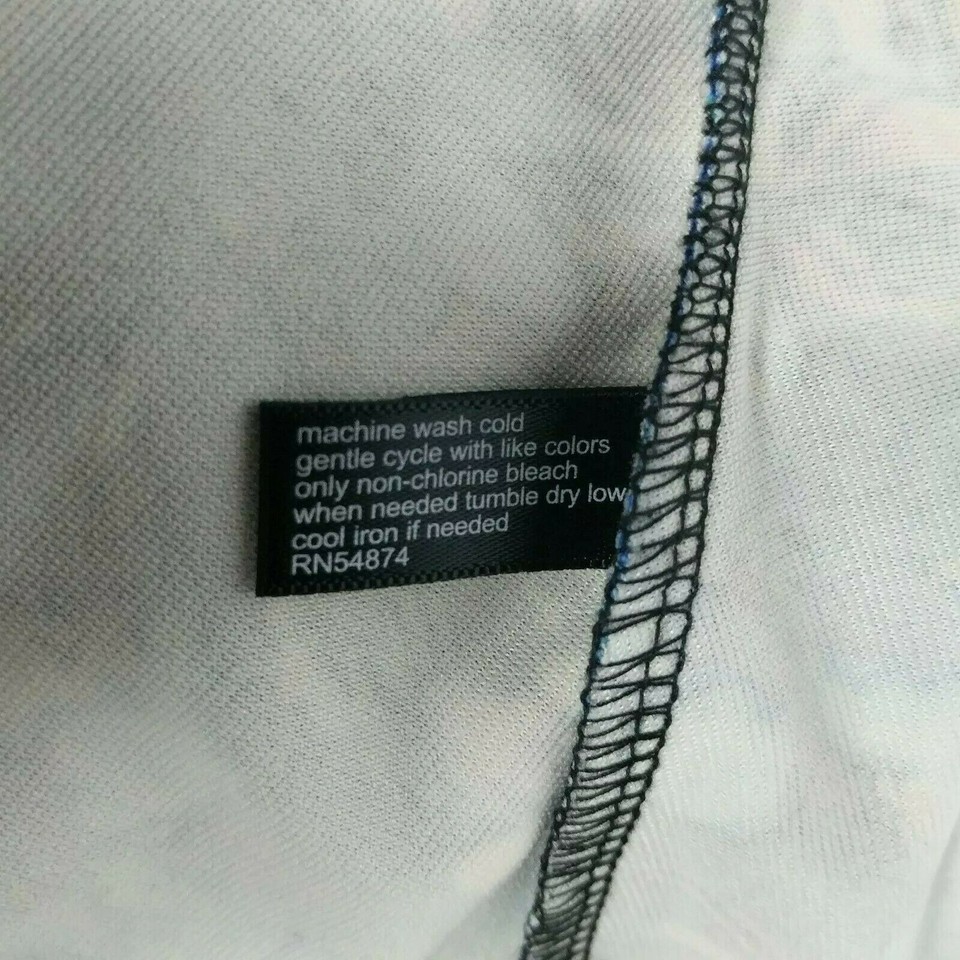 machine wash cold
gentle cycle with like colors
only non-chlorine bleach
when needed tumble dry low
cool iron if needed
RN54874